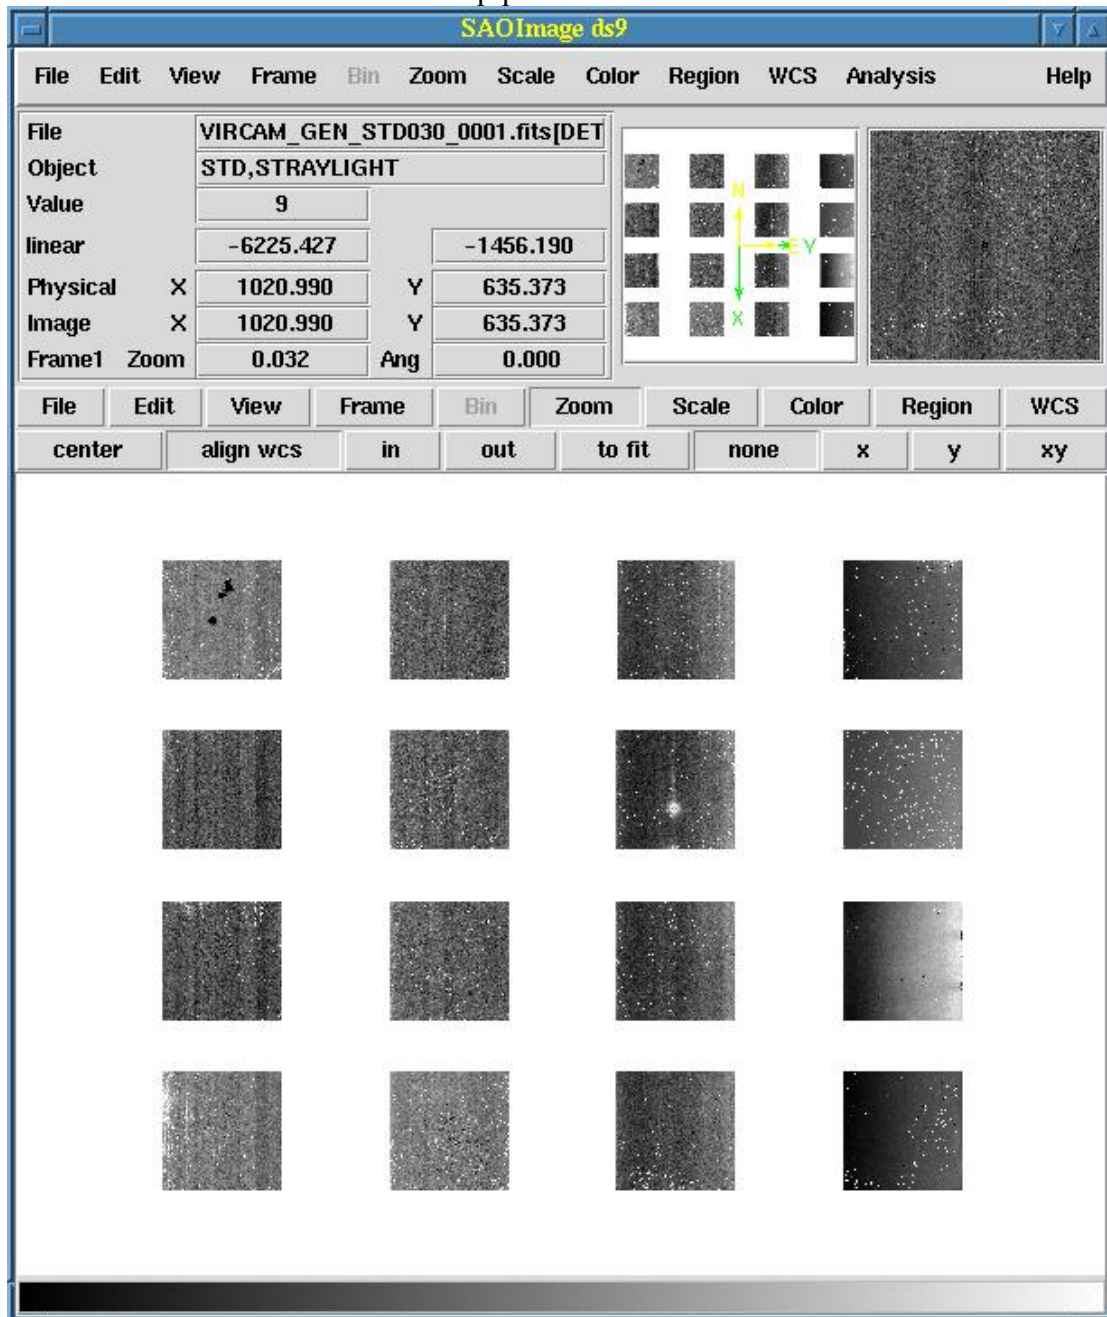 SAOImage ds9
File Edit View Frame Bin Zoom Scale Color Region WCS Analysis Help
File VIRCAM_GEN_STD030_0001.fits[DET
Object STD,STRAYLIGHT
Value 9
linear -6225.427 -1456.190
Physical X 1020.990 Y 635.373
Image X 1020.990 Y 635.373
Frame1 Zoom 0.032 Ang 0.000
N
E Y
X
File Edit View Frame Bin Zoom Scale Color Region WCS
center align wcs in out to fit none x y xy